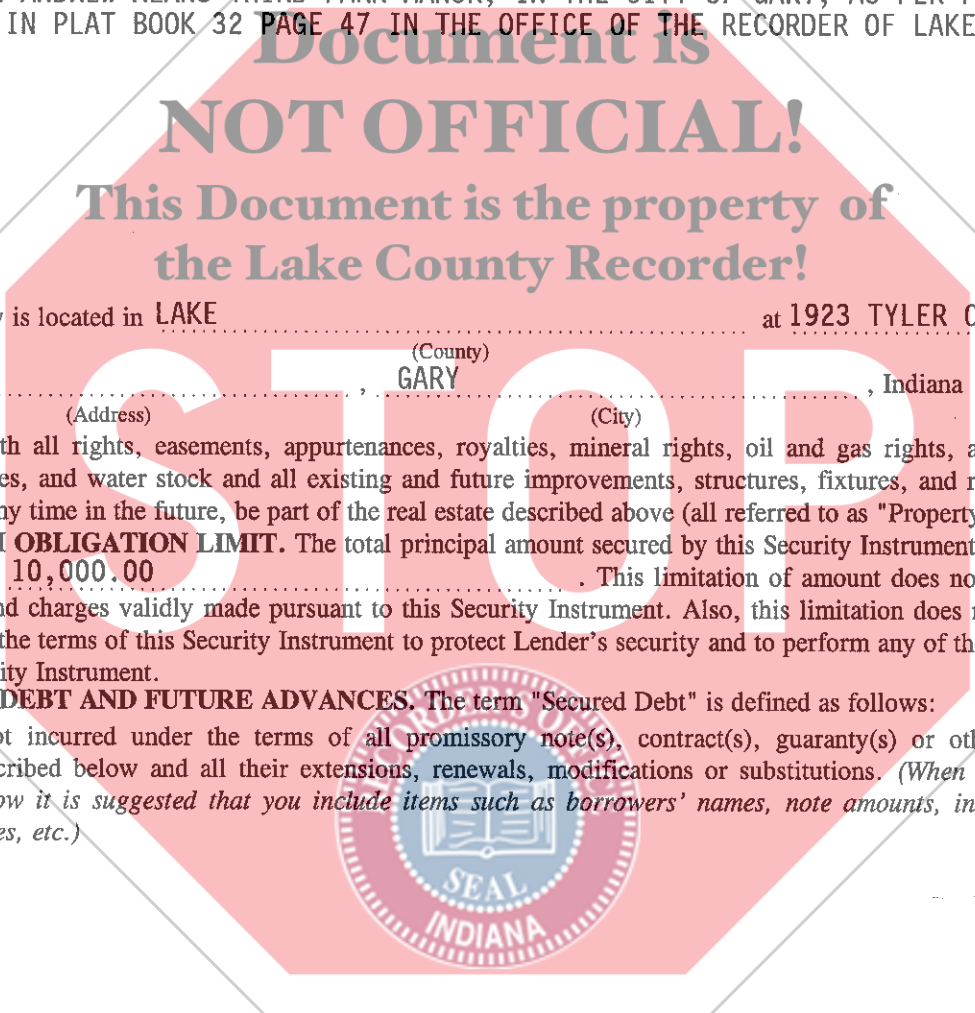 IN PLAT BOOK 32 PAGE 47 IN THE OFFICE OF THE RECORDER OF LAKE
Document is
NOT OFFICIAL!
This Document is the property of
the Lake County Recorder!
is located in LAKE at 1923 TYLER
(County)
, GARY , Indiana
(Address) (City)
all rights, easements, appurtenances, royalties, mineral rights, oil and gas rights,
and water stock and all existing and future improvements, structures, fixtures, and
time in the future, be part of the real estate described above (all referred to as "Property
OBLIGATION LIMIT. The total principal amount secured by this Security Instrument
10,000.00 . This limitation of amount does
charges validly made pursuant to this Security Instrument. Also, this limitation does
the terms of this Security Instrument to protect Lender's security and to perform any of
Instrument.
DEBT AND FUTURE ADVANCES. The term "Secured Debt" is defined as follows:
incurred under the terms of all promissory note(s), contract(s), guaranty(s) or
below and all their extensions, renewals, modifications or substitutions. (When
it is suggested that you include items such as borrowers' names, note amounts,
etc.)
STOP
RECORDER'S OFFICE
SEAL
INDIANA